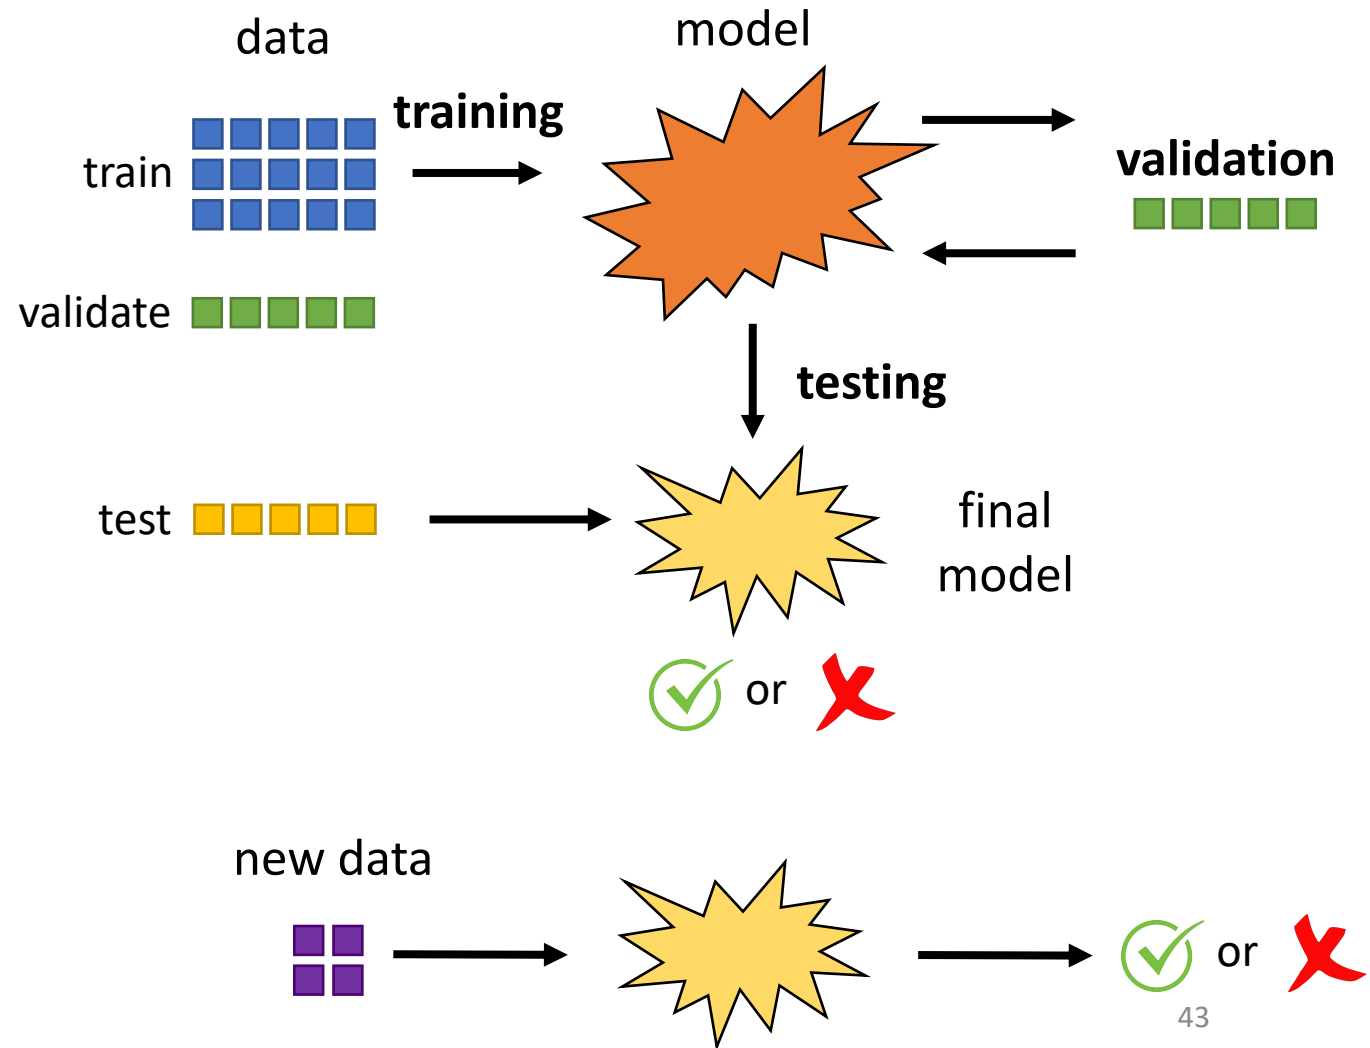 data
model
training
train
validation
validate
testing
test
final
model
or
new data
or
43